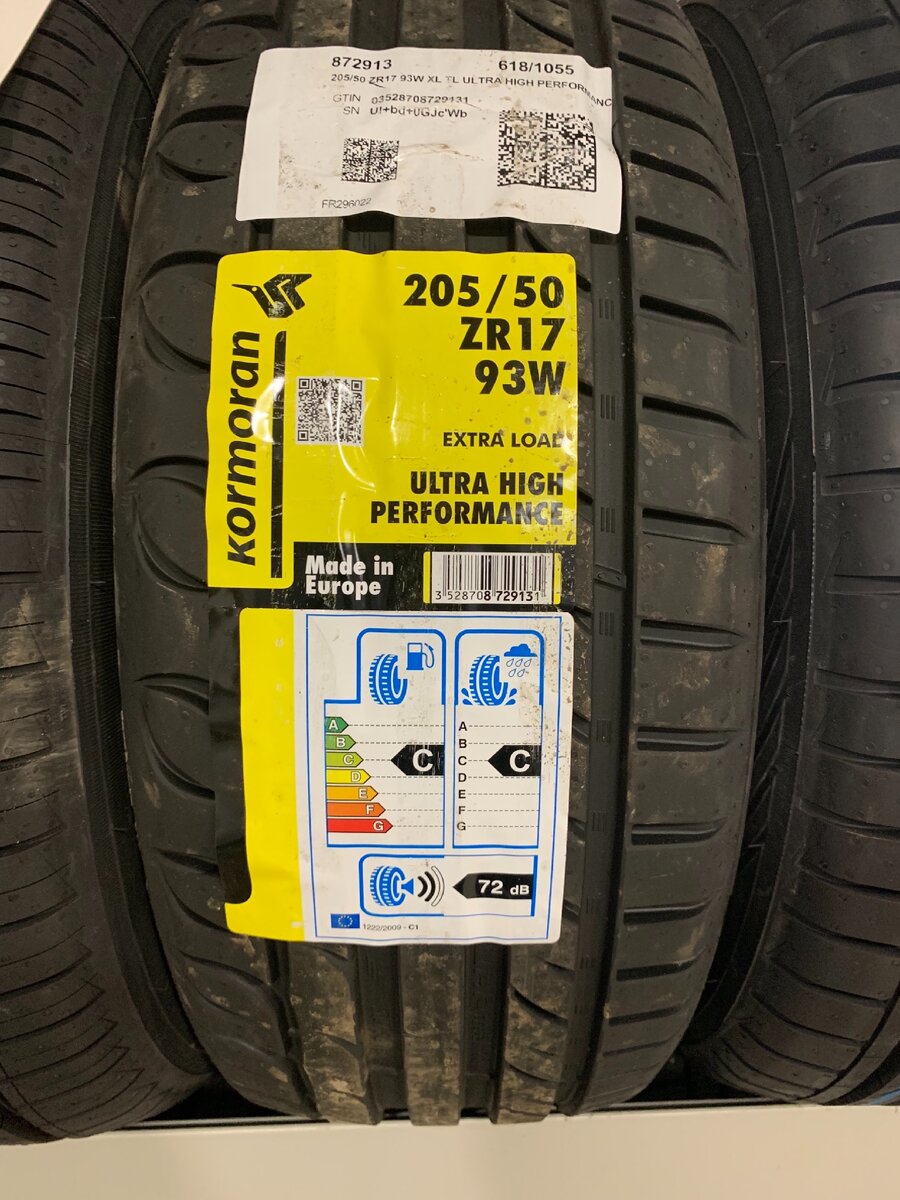 872913 618/1055
205/50 ZR17 93W XL TL ULTRA HIGH PERFORMANC
GTIN 03528708729131
SN
FR296022
kormoran
205/50
ZR17
93W
EXTRA LOAD
ULTRA HIGH
PERFORMANCE
Made in
Europe
3 528708 729131
A A
B B
C C C C
D D
E E
F F
G G
72 dB
1222/2009 - C1